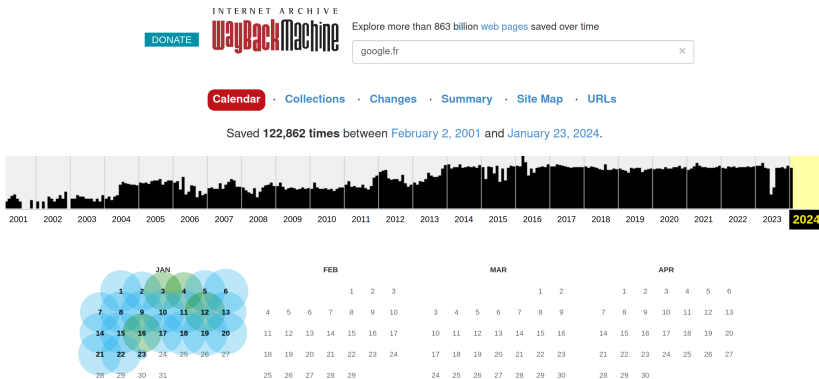 INTERNET ARCHIVE
WayBackMachine
DONATE
Explore more than 863 billion web pages saved over time
google.fr ×
Calendar · Collections · Changes · Summary · Site Map · URLs
Saved 122,862 times between February 2, 2001 and January 23, 2024.
2001 2002 2003 2004 2005 2006 2007 2008 2009 2010 2011 2012 2013 2014 2015 2016 2017 2018 2019 2020 2021 2022 2023 2024
JAN
1 2 3 4 5 6
7 8 9 10 11 12 13
14 15 16 17 18 19 20
21 22 23 24 25 26 27
28 29 30 31
FEB
1 2 3
4 5 6 7 8 9 10
11 12 13 14 15 16 17
18 19 20 21 22 23 24
25 26 27 28 29
MAR
1 2
3 4 5 6 7 8 9
10 11 12 13 14 15 16
17 18 19 20 21 22 23
24 25 26 27 28 29 30
APR
1 2 3 4 5 6
7 8 9 10 11 12 13
14 15 16 17 18 19 20
21 22 23 24 25 26 27
28 29 30